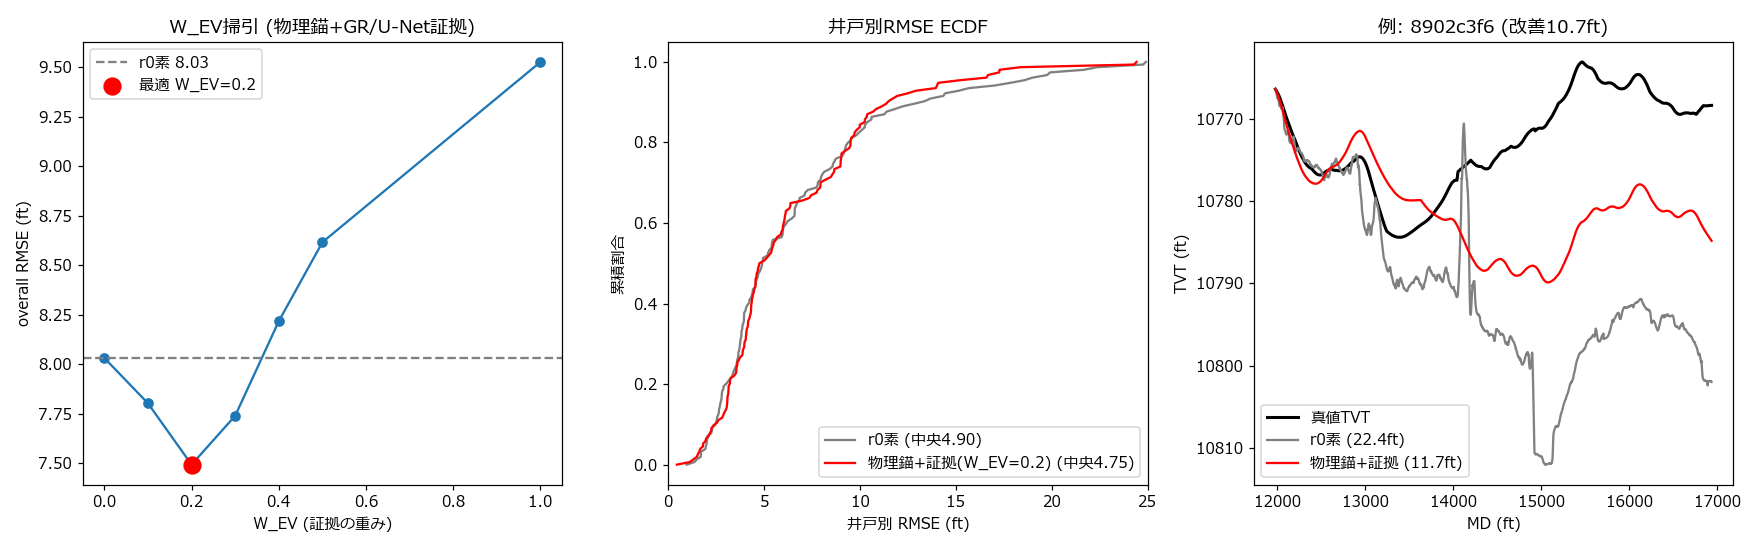 W_EV掃引 (物理錨+GR/U-Net証拠)
r0素 8.03
最適 W_EV=0.2
overall RMSE (ft)
9.50
9.25
9.00
8.75
8.50
8.25
8.00
7.75
7.50
0.0 0.2 0.4 0.6 0.8 1.0
W_EV (証拠の重み)
井戸別RMSE ECDF
累積割合
1.0
0.8
0.6
0.4
0.2
0.0
r0素 (中央4.90)
物理錨+証拠(W_EV=0.2) (中央4.75)
0 5 10 15 20 25
井戸別 RMSE (ft)
例: 8902c3f6 (改善10.7ft)
TVT (ft)
10770
10780
10790
10800
10810
真値TVT
r0素 (22.4ft)
物理錨+証拠 (11.7ft)
12000 13000 14000 15000 16000 17000
MD (ft)